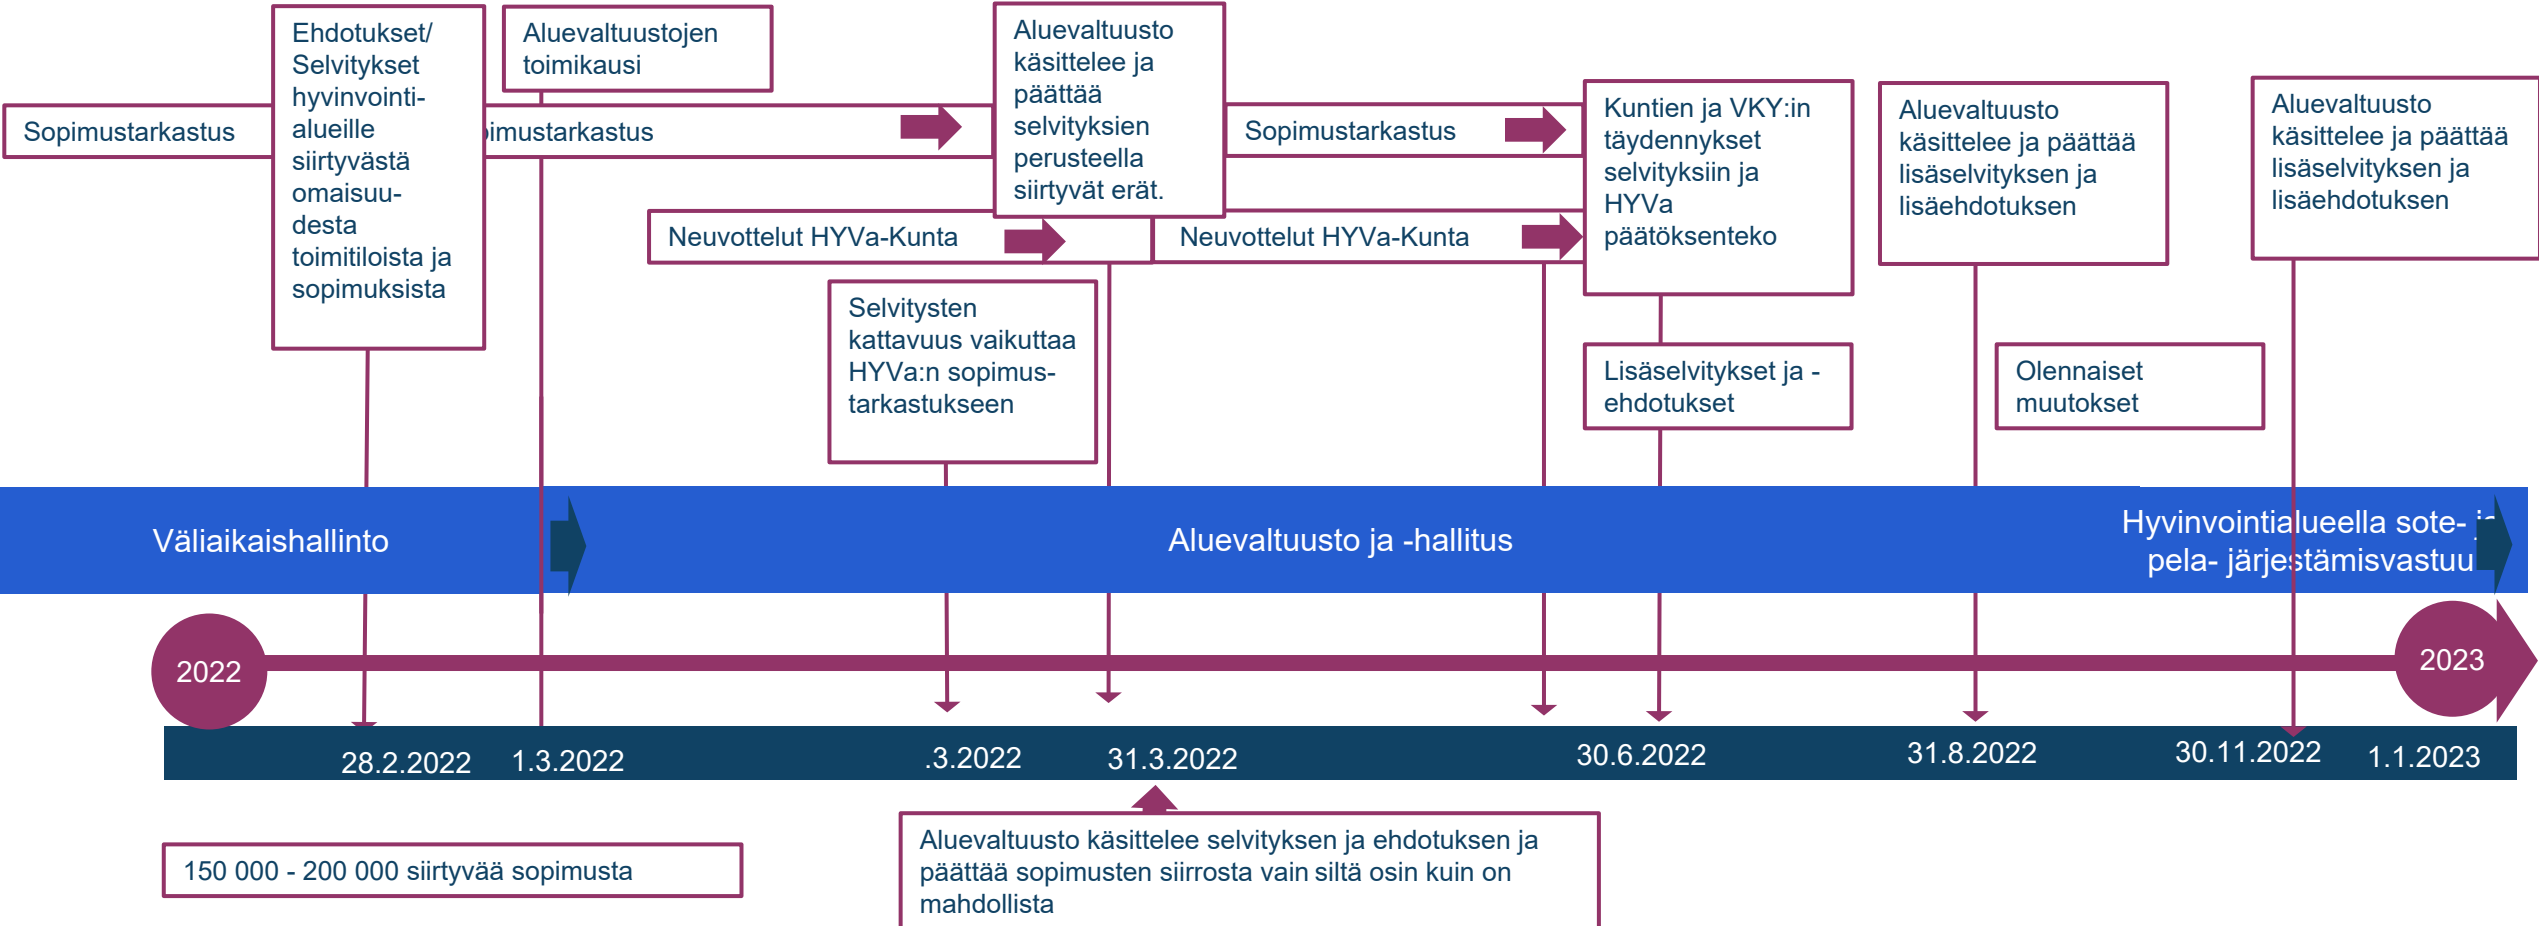 Sopimustarkastus
Ehdotukset/
Selvitykset
hyvinvointi-
alueille
siirtyvästä
omaisuu-
desta
toimitiloista ja
sopimuksista
Aluevaltuustojen
toimikausi
imustarkastus
Aluevaltuusto
käsittelee ja
päättää
selvityksien
perusteella
siirtyvät erät.
Sopimustarkastus
Neuvottelut HYVa-Kunta
Neuvottelut HYVa-Kunta
Kuntien ja VKY:in
täydennykset
selvityksiin ja
HYVa
päätöksenteko
Aluevaltuusto
käsittelee ja päättää
lisäselvityksen ja
lisäehdotuksen
Aluevaltuusto
käsittelee ja päättää
lisäselvityksen ja
lisäehdotuksen
Selvitysten
kattavuus vaikuttaa
HYVa:n sopimus-
tarkastukseen
Lisäselvitykset ja -
ehdotukset
Olennaiset
muutokset
Väliaikaishallinto
Aluevaltuusto ja -hallitus
Hyvinvointialueella sote- ja
pela- järjestämisvastuu
2022
2023
28.2.2022
1.3.2022
.3.2022
31.3.2022
30.6.2022
31.8.2022
30.11.2022
1.1.2023
150 000 - 200 000 siirtyvää sopimusta
Aluevaltuusto käsittelee selvityksen ja ehdotuksen ja
päättää sopimusten siirrosta vain siltä osin kuin on
mahdollista